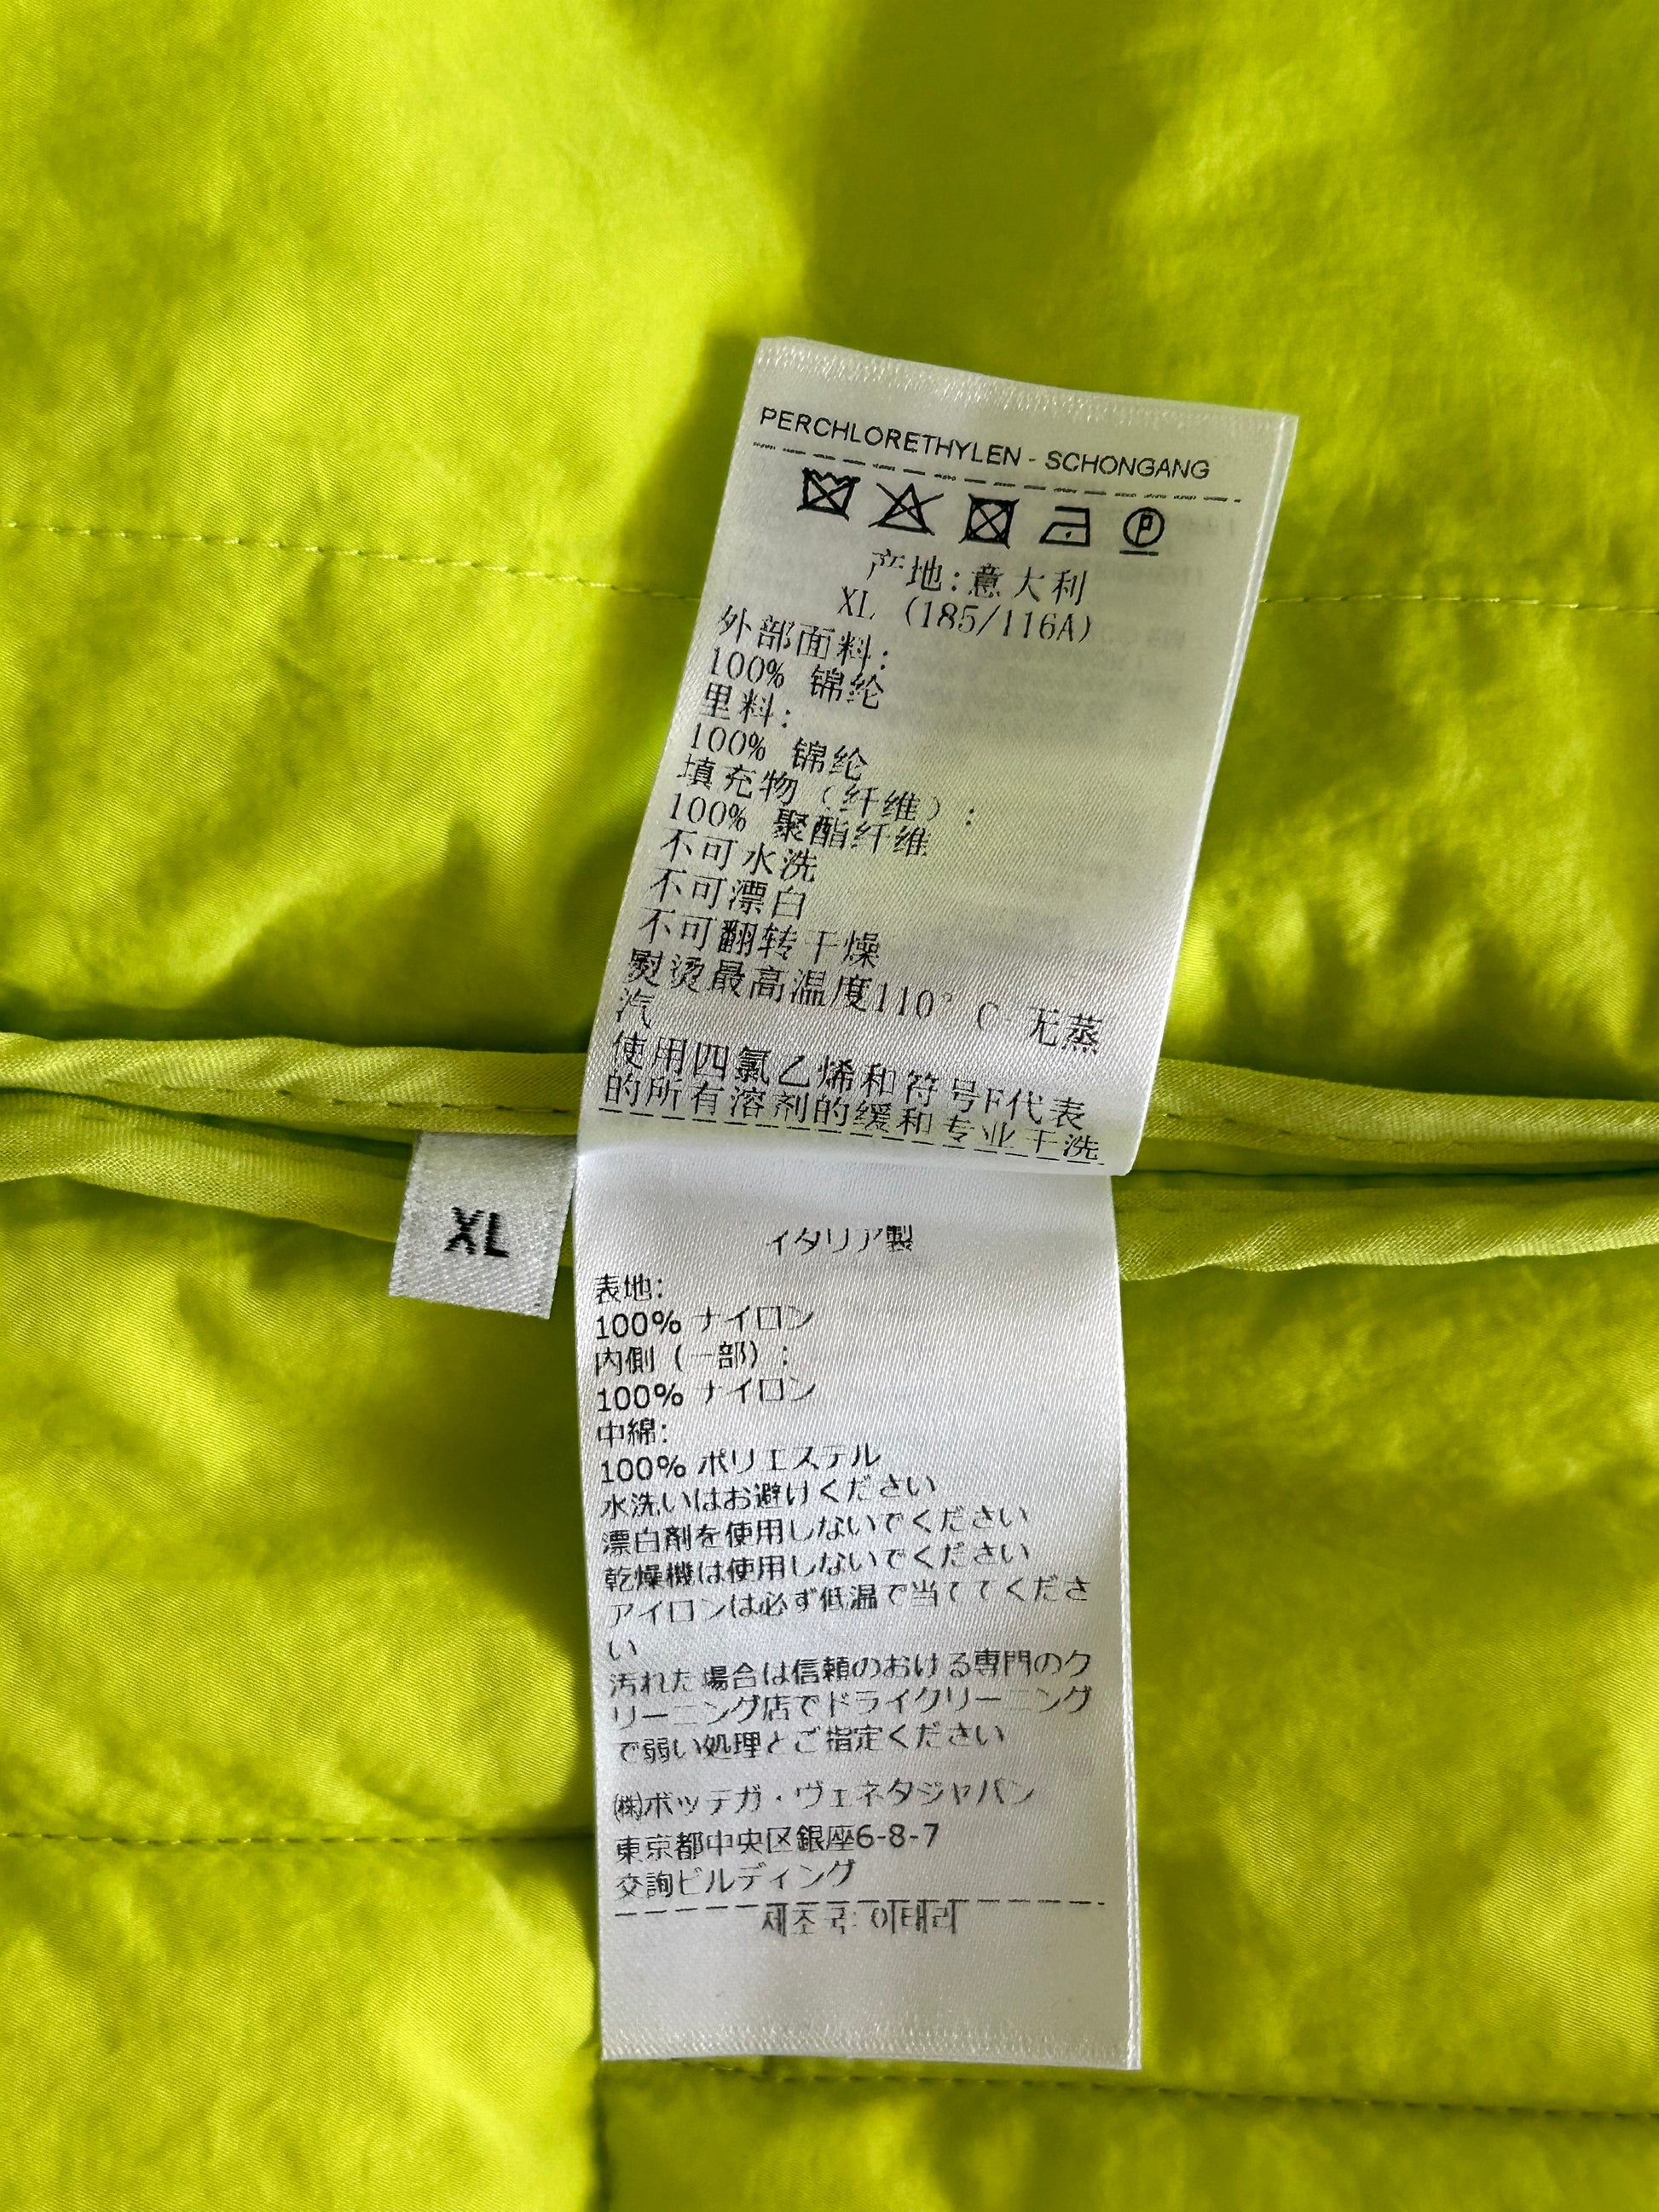 PERCHLORETHYLEN - SCHONGANG
产地:意大利
XL (185/116A)
外部面料:
100% 锦纶
里料:
100% 锦纶
填充物（纤维）:
100% 聚酯纤维
不可水洗
不可漂白
不可翻转干燥
熨烫最高温度110° C 无蒸
汽
使用四氯乙烯和符号F代表
的所有溶剂的缓和专业干洗
XL
イタリア製
表地:
100% ナイロン
内側（一部）:
100% ナイロン
中綿:
100% ポリエステル
水洗いはお避けください
漂白剤を使用しないでください
乾燥機は使用しないでください
アイロンは必ず低温で当ててくださ
い
汚れた場合は信頼のおける専門のク
リーニング店でドライクリーニング
で弱い処理とご指定ください
㈱ボッテガ・ヴェネタジャパン
東京都中央区銀座6-8-7
交詢ビルディング
제조국: 이태리